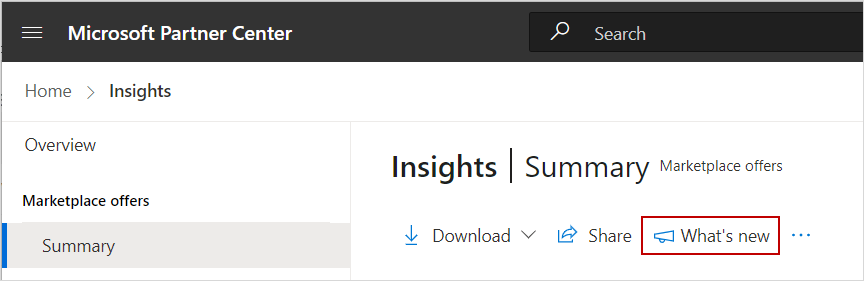 Microsoft Partner Center
Search
Home > Insights
Overview
Marketplace offers
Summary
Insights | Summary Marketplace offers
Download
Share
What's new
...